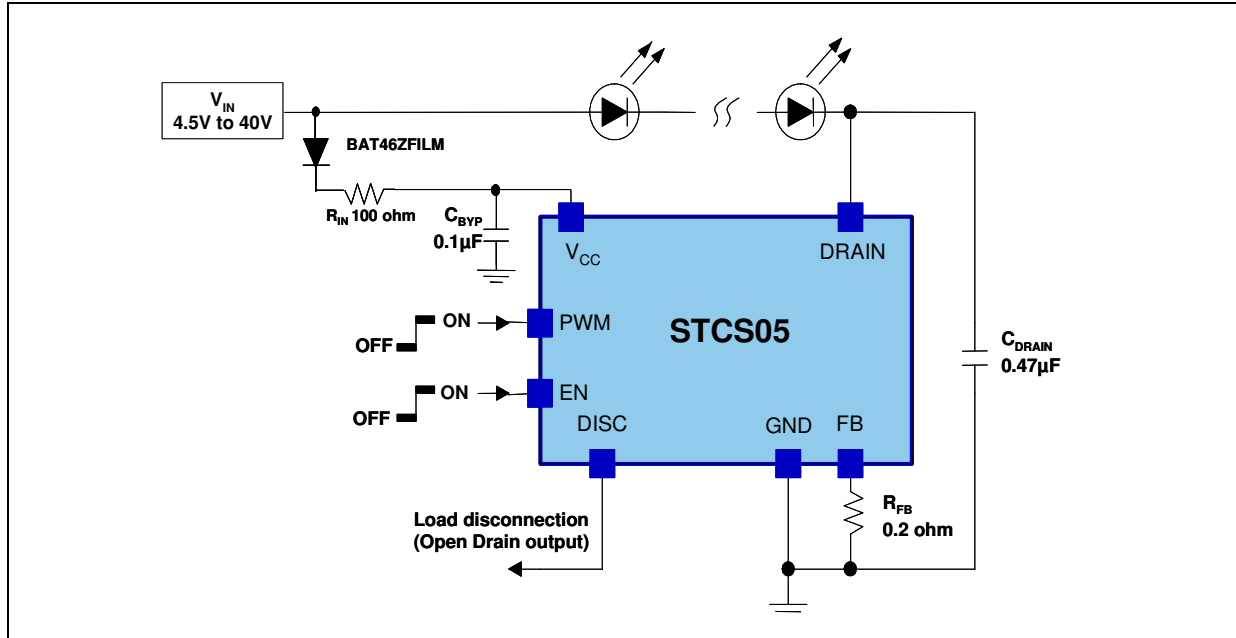 V_IN
4.5V to 40V
BAT46ZFILM
R_IN 100 ohm
C_BYP
0.1µF
V_CC
DRAIN
ON
OFF
PWM
STCS05
C_DRAIN
0.47µF
ON
OFF
EN
DISC
GND
FB
Load disconnection
(Open Drain output)
R_FB
0.2 ohm